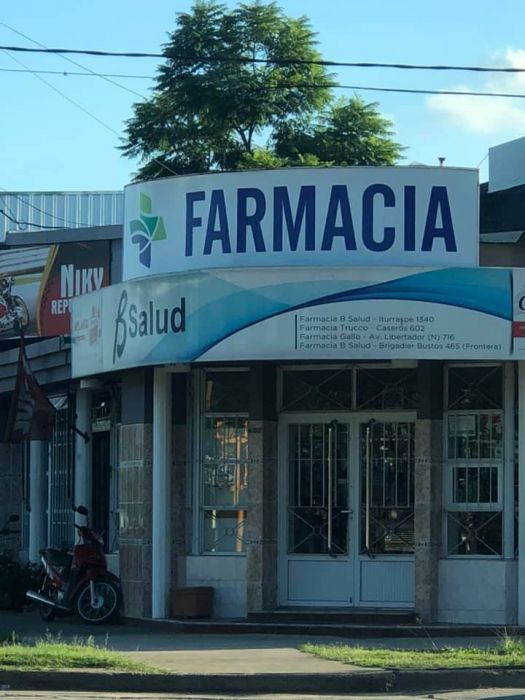 FARMACIA
NIKY
βSalud
Farmacia B Salud - Iturraspe 1340
Farmacia Trucco - Caseros 602
Farmacia Gallo - Av. Libertador (N) 716
Farmacia B Salud - Brigadier Bustos 465 (Frontera)